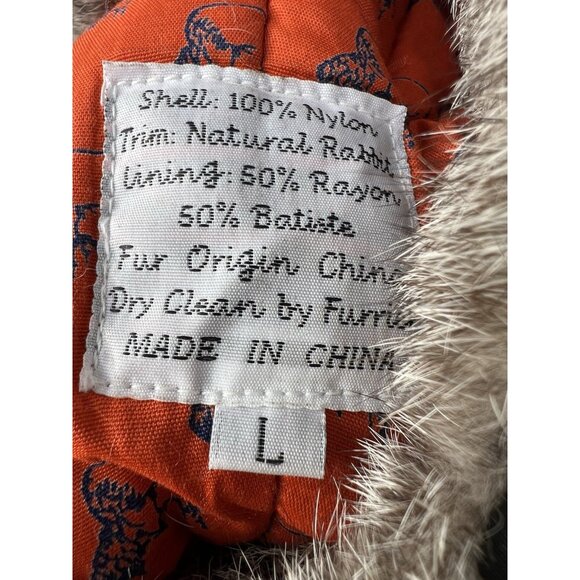 Shell: 100% Nylon
Trim: Natural Rabbit
Lining: 50% Rayon
50% Batiste
Fur Origin China
Dry Clean by
MADE IN CHINA
L